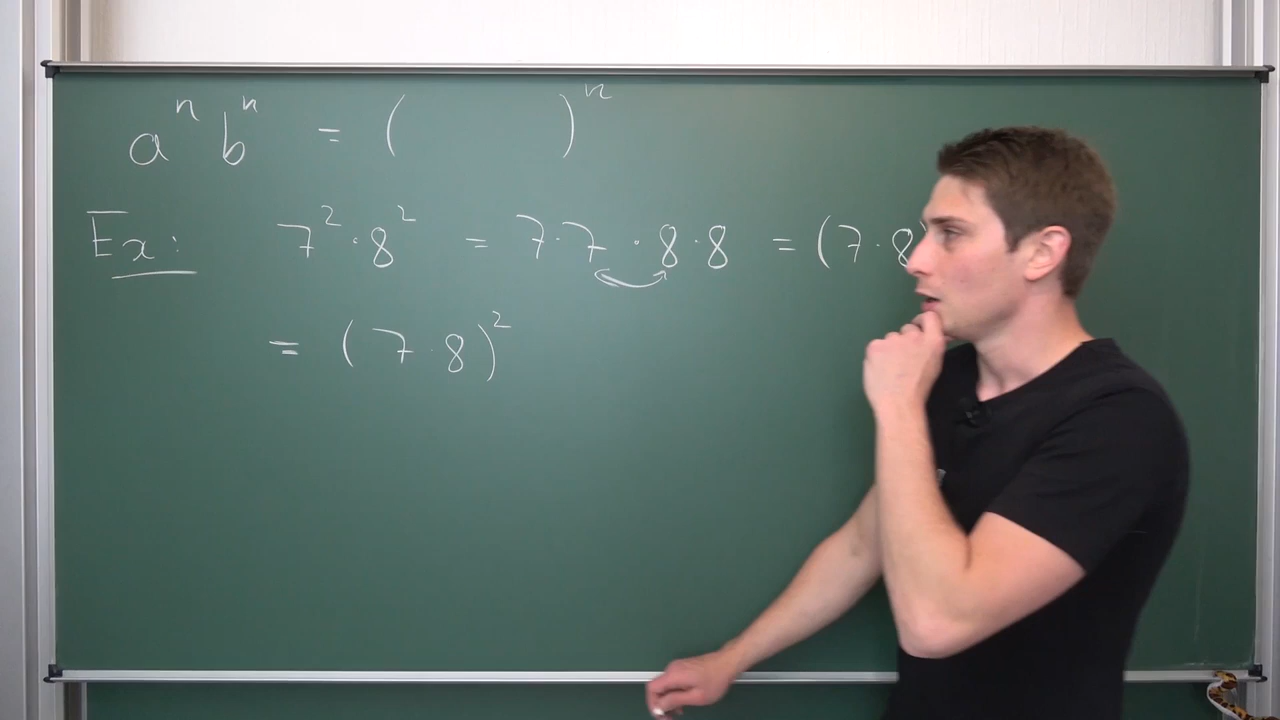 aⁿ bⁿ = ( )ⁿ
Ex: 7² · 8² = 7 · 7 · 8 · 8 = (7 · 8
= (7 · 8)²